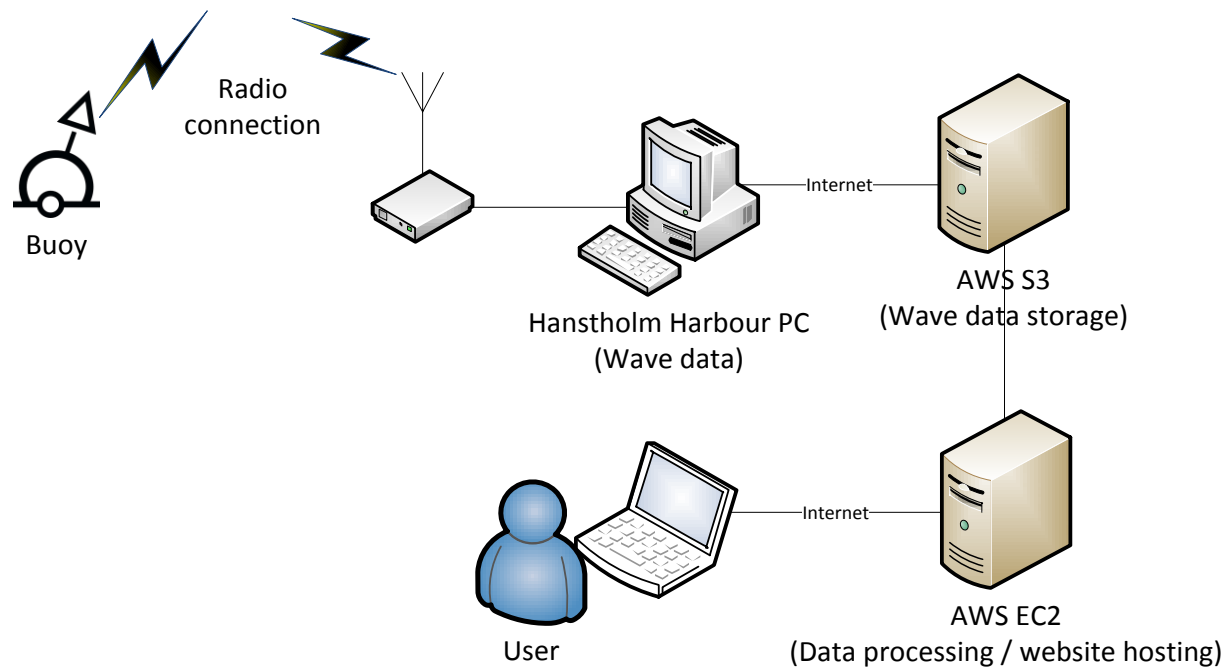 Radio
connection
Buoy
Internet
Hanstholm Harbour PC
(Wave data)
AWS S3
(Wave data storage)
Internet
User
AWS EC2
(Data processing / website hosting)